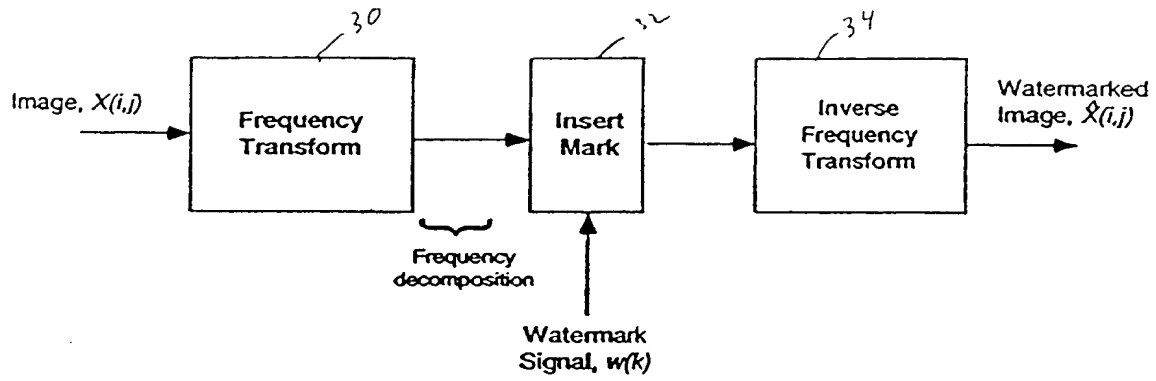 30
32
34
Image, X(i,j)
Frequency
Transform
Insert
Mark
Inverse
Frequency
Transform
Watermarked
Image, X̂(i,j)
Frequency
decomposition
Watermark
Signal, w(k)